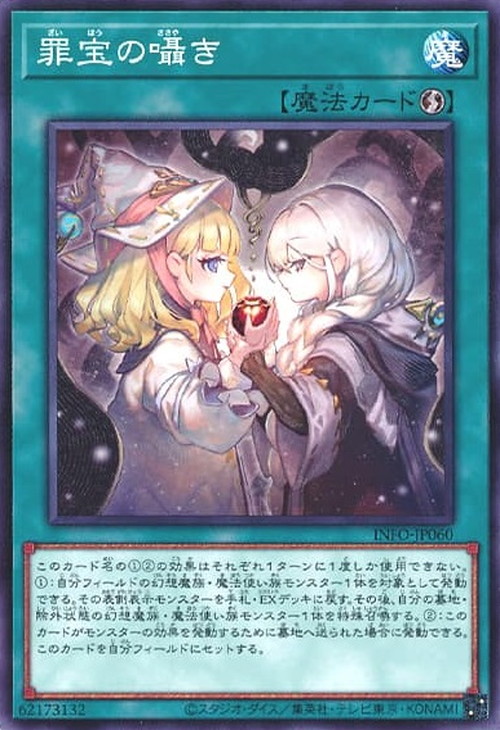 罪宝の囁き
魔
【魔法カード】
INFO-JP060
このカード名の①②の効果はそれぞれ1ターンに1度しか使用できない。
①：自分フィールドの幻想魔族・魔法使い族モンスター1体を対象として発動
できる。その表側表示モンスターを手札・EXデッキに戻す。その後、自分の墓地・
除外状態の幻想魔族・魔法使い族モンスター1体を特殊召喚する。②：こ
のカードがモンスターの効果を発動するために墓地へ送られた場合に発動できる。
このカードを自分フィールドにセットする。
62173132
©スタジオ・ダイス／集英社・テレビ東京・KONAMI